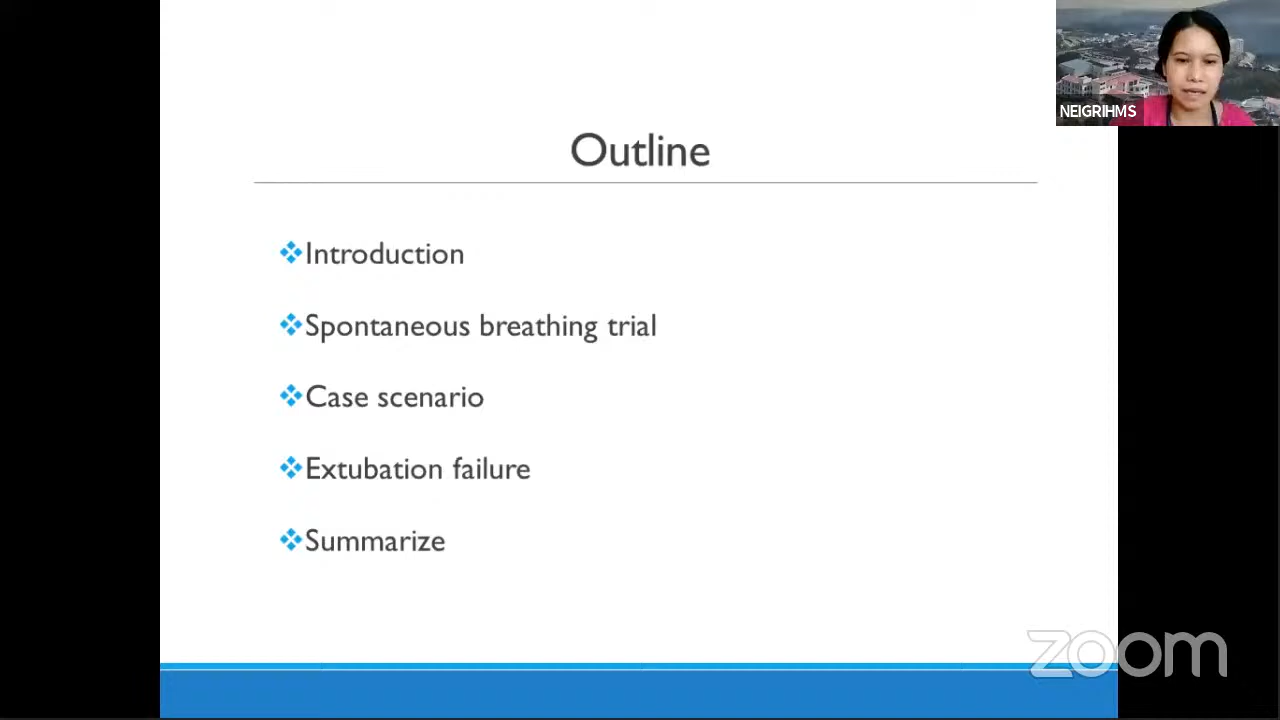 NEIGRIHMS
Outline
Introduction
Spontaneous breathing trial
Case scenario
Extubation failure
Summarize
zoom